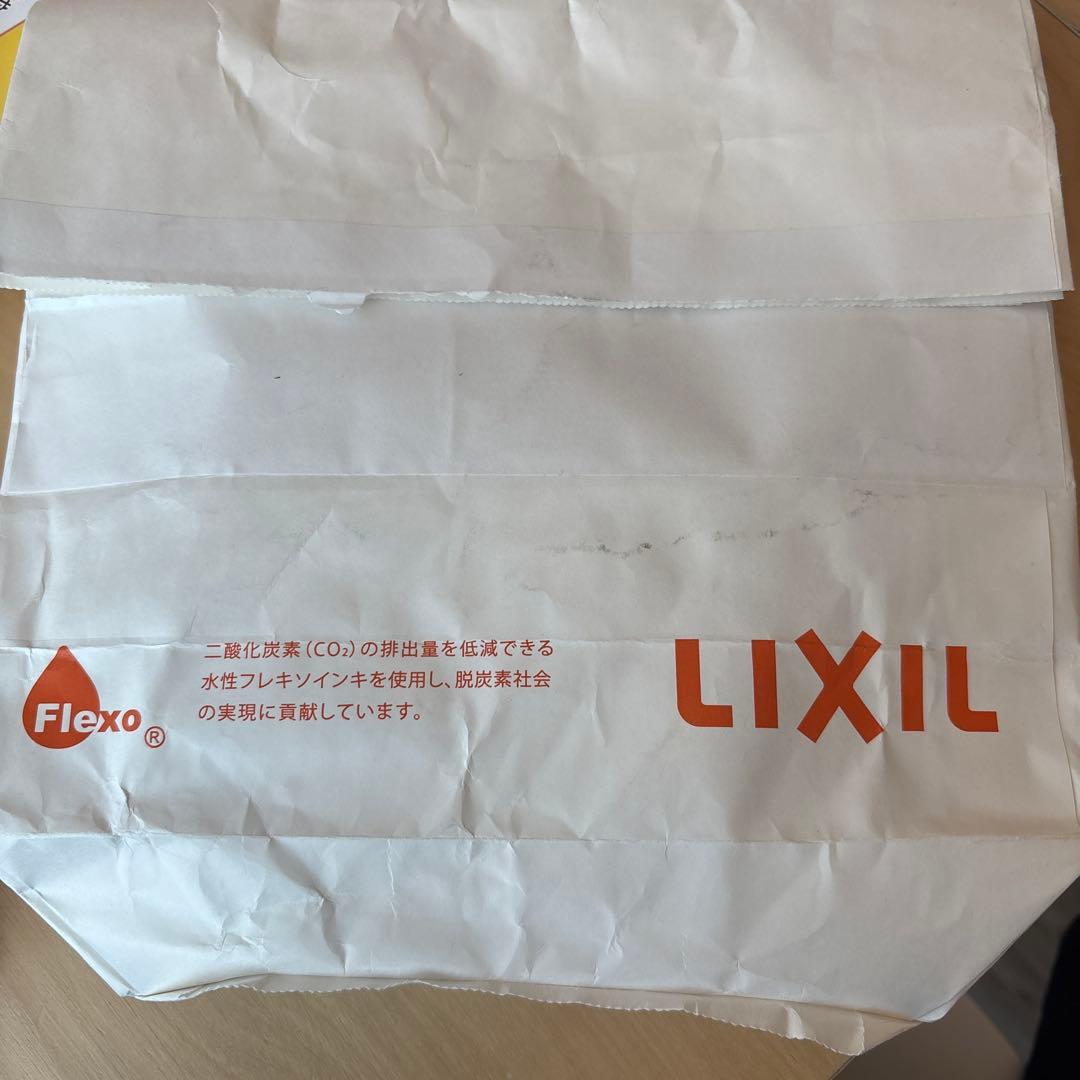 二酸化炭素(CO₂)の排出量を低減できる
水性フレキソインキを使用し、脱炭素社会
の実現に貢献しています。
Flexo®
LIXIL